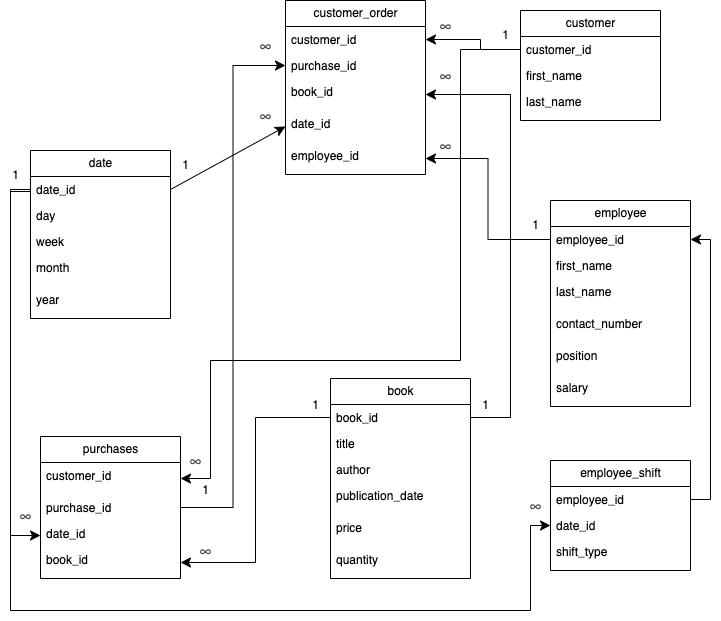 customer_order
customer_id
purchase_id
book_id
date_id
employee_id
∞
∞
∞
∞
∞
1
customer
customer_id
first_name
last_name
1
date
date_id
day
week
month
year
1
1
employee
employee_id
first_name
last_name
contact_number
position
salary
book
book_id
title
author
publication_date
price
quantity
1
1
purchases
customer_id
purchase_id
date_id
book_id
∞
1
∞
∞
employee_shift
employee_id
date_id
shift_type
∞